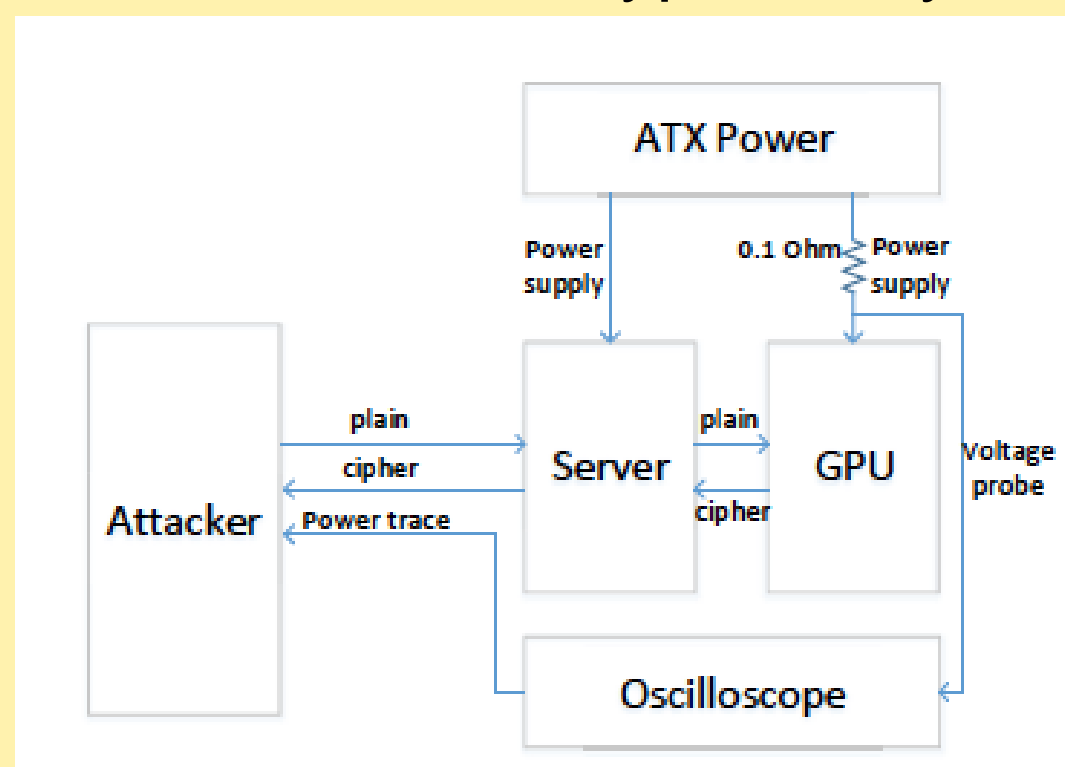 ATX Power
Power
supply
0.1 Ohm
Power
supply
plain
cipher
Power trace
Attacker
Server
plain
cipher
GPU
Voltage
probe
Oscilloscope